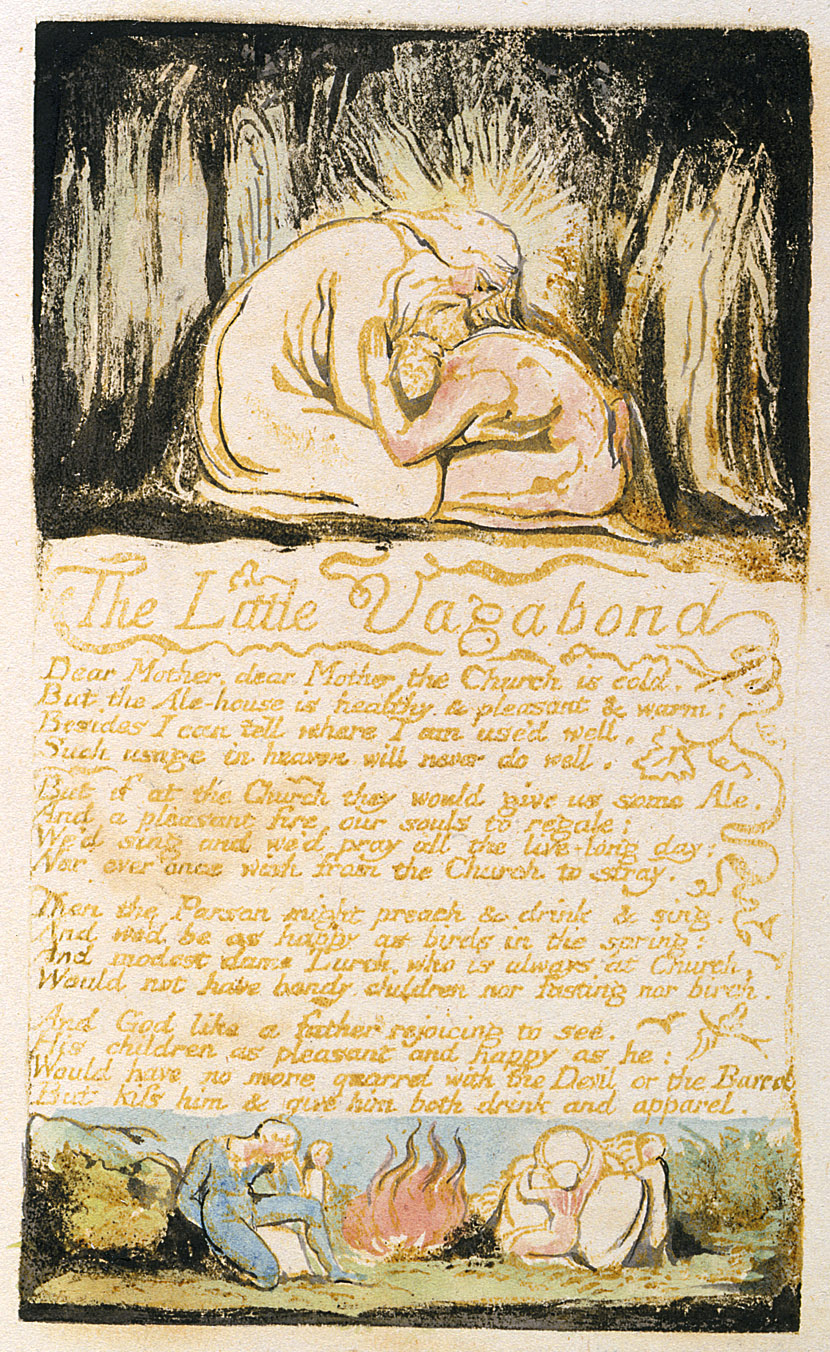 The Little Vagabond
Dear Mother, dear Mother, the Church is cold.
But the Ale-house is healthy & pleasant & warm:
Besides I can tell where I am use'd well.
Such usage in heaven will never do well.
But if at the Church they would give us some Ale.
And a pleasant fire, our souls to regale:
We'd sing and we'd pray all the live-long day:
Nor ever once wish from the Church to stray.
Then the Parson might preach & drink & sing.
And we'd be as happy as birds in the spring:
And modest dame Lurch, who is always at Church,
Would not have bandy children nor fasting nor birch.
And God like a father rejoicing to see.
His children as pleasant and happy as he:
Would have no more quarrel with the Devil or the Barrel
But kiss him & give him both drink and apparel.